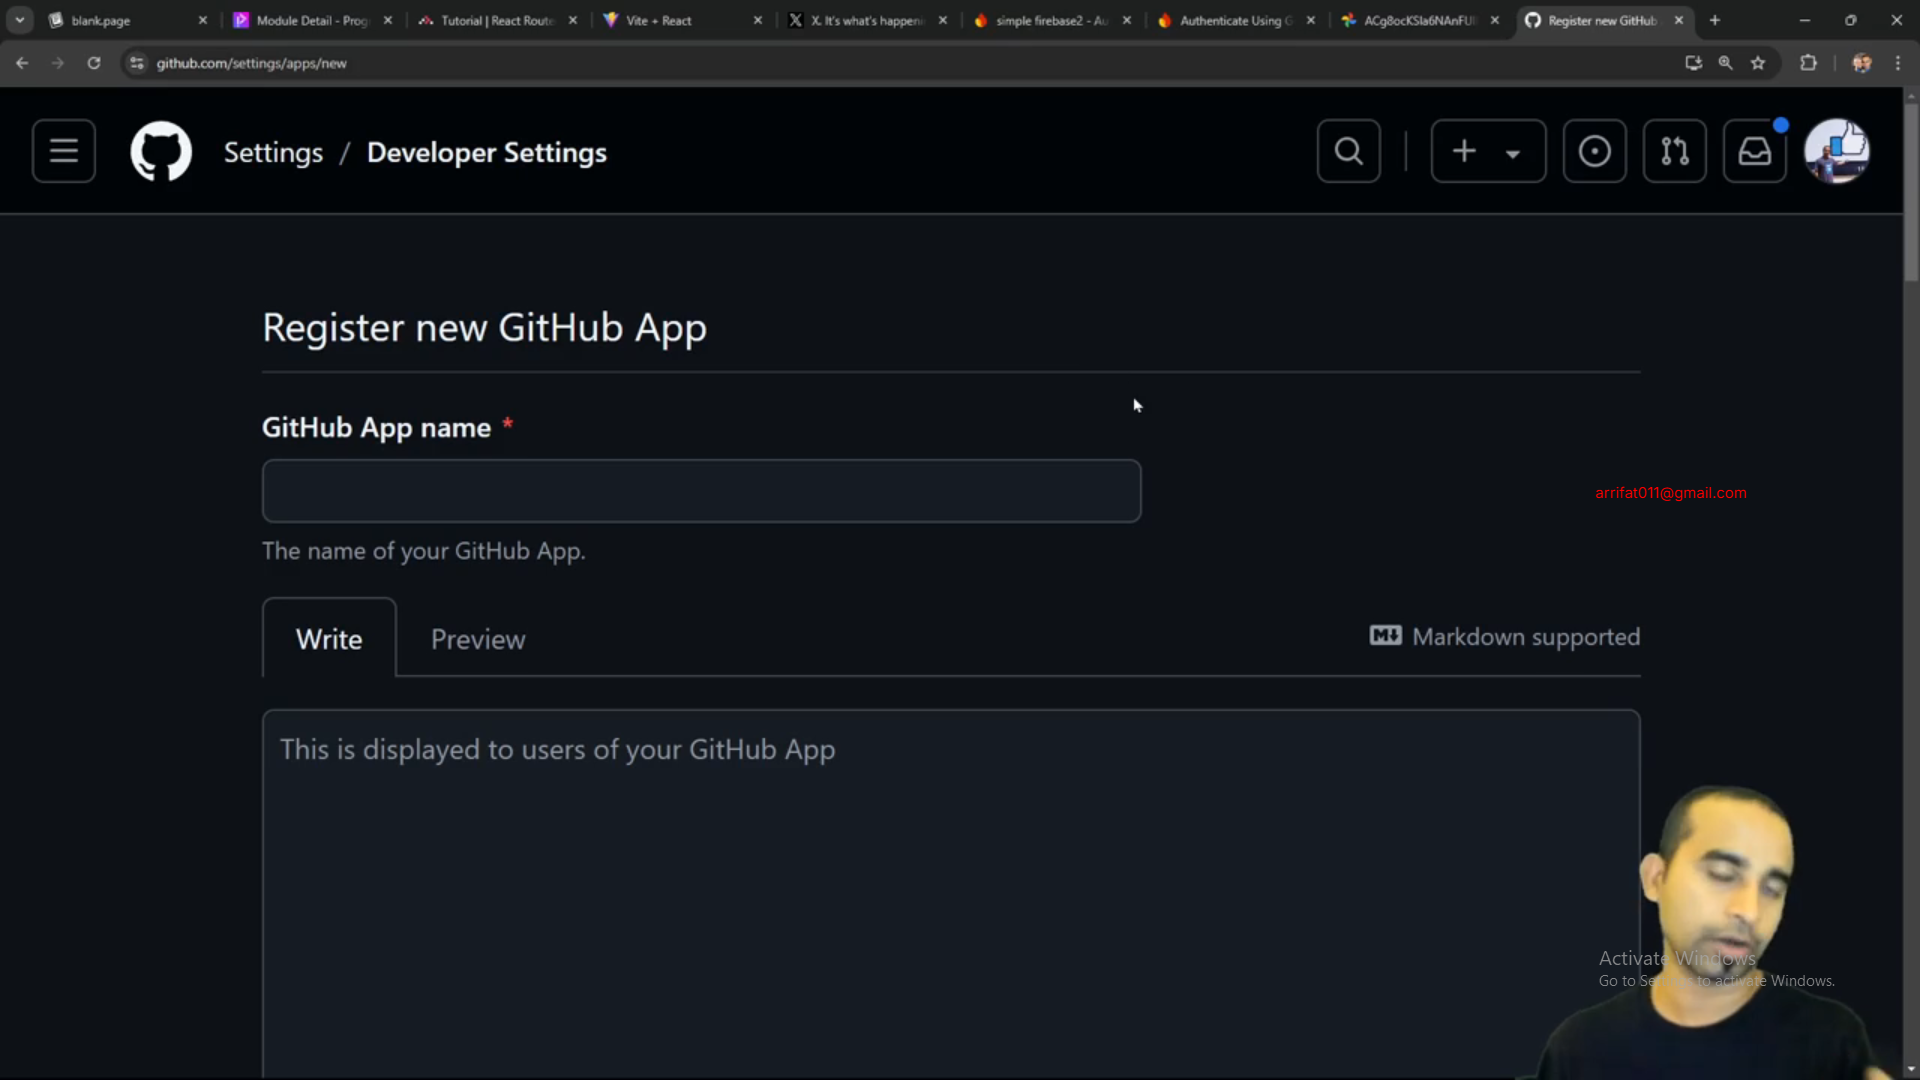 blank.page
Module Detail - Prog
Tutorial | React Route
Vite + React
X. It's what's happeni
simple firebase2 - Au
Authenticate Using G
ACg8ocKSla6NAnFUl
Register new GitHub
github.com/settings/apps/new
Settings / Developer Settings
Register new GitHub App
GitHub App name *
arrifat011@gmail.com
The name of your GitHub App.
Write
Preview
Markdown supported
This is displayed to users of your GitHub App
Activate Windows
Go to Settings to activate Windows.